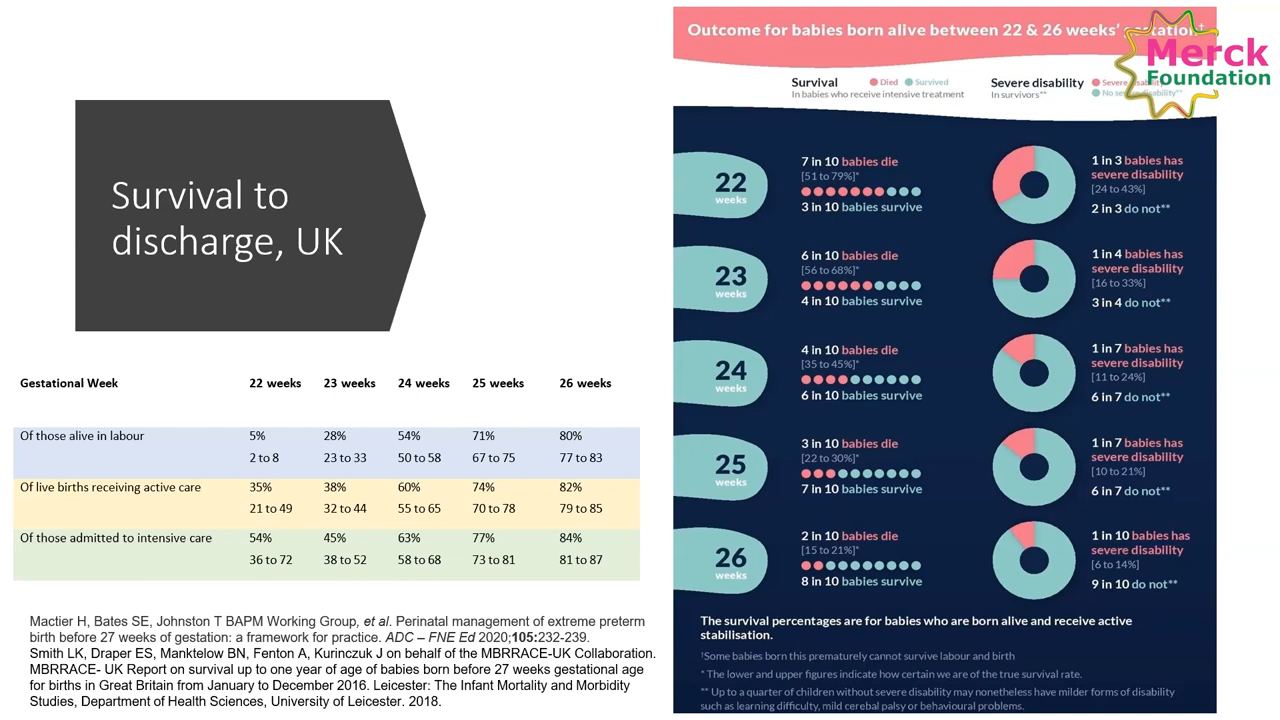 Survival to
discharge, UK
Gestational Week 22 weeks 23 weeks 24 weeks 25 weeks 26 weeks
Of those alive in labour 5% 28% 54% 71% 80%
2 to 8 23 to 33 50 to 58 67 to 75 77 to 83
Of live births receiving active care 35% 38% 60% 74% 82%
21 to 49 32 to 44 55 to 65 70 to 78 79 to 85
Of those admitted to intensive care 54% 45% 63% 77% 84%
36 to 72 38 to 52 58 to 68 73 to 81 81 to 87
Mactier H, Bates SE, Johnston T BAPM Working Group, et al. Perinatal management of extreme preterm
birth before 27 weeks of gestation: a framework for practice. ADC – FNE Ed 2020;105:232-239.
Smith LK, Draper ES, Manktelow BN, Fenton A, Kurinczuk J on behalf of the MBRRACE-UK Collaboration.
MBRRACE- UK Report on survival up to one year of age of babies born before 27 weeks gestational age
for births in Great Britain from January to December 2016. Leicester: The Infant Mortality and Morbidity
Studies, Department of Health Sciences, University of Leicester. 2018.
Outcome for babies born alive between 22 & 26 weeks' gestation†
Merck
Foundation
Survival Died Survived
In babies who receive intensive treatment
Severe disability Severe disability
In survivors** No severe disability**
22
weeks
7 in 10 babies die
[51 to 79%]*
3 in 10 babies survive
1 in 3 babies has
severe disability
[24 to 43%]
2 in 3 do not**
23
weeks
6 in 10 babies die
[56 to 68%]*
4 in 10 babies survive
1 in 4 babies has
severe disability
[16 to 33%]
3 in 4 do not**
24
weeks
4 in 10 babies die
[35 to 45%]*
6 in 10 babies survive
1 in 7 babies has
severe disability
[11 to 24%]
6 in 7 do not**
25
weeks
3 in 10 babies die
[22 to 30%]*
7 in 10 babies survive
1 in 7 babies has
severe disability
[10 to 21%]
6 in 7 do not**
26
weeks
2 in 10 babies die
[15 to 21%]*
8 in 10 babies survive
1 in 10 babies has
severe disability
[6 to 14%]
9 in 10 do not**
The survival percentages are for babies who are born alive and receive active
stabilisation.
†Some babies born this prematurely cannot survive labour and birth
* The lower and upper figures indicate how certain we are of the true survival rate.
** Up to a quarter of children without severe disability may nonetheless have milder forms of disability
such as learning difficulty, mild cerebal palsy or behavioural problems.